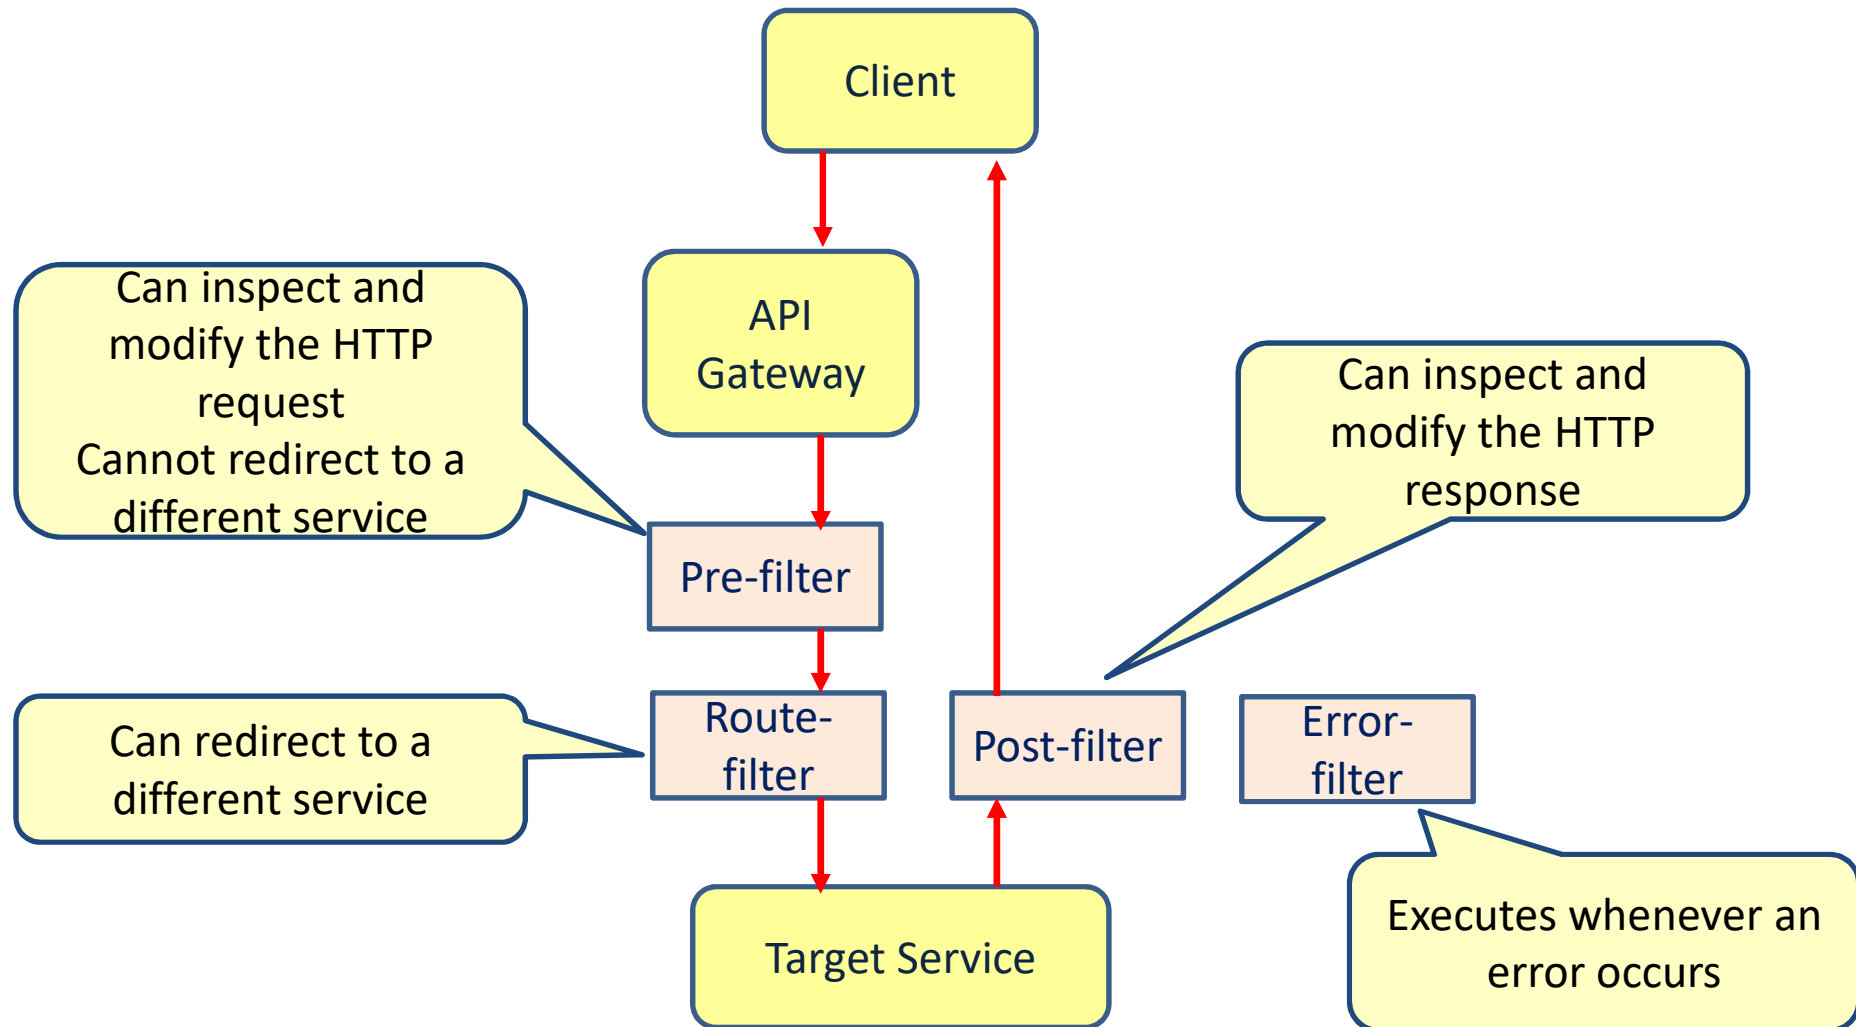 Client
API
Gateway
Can inspect and
modify the HTTP
request
Cannot redirect to a
different service
Can inspect and
modify the HTTP
response
Pre-filter
Can redirect to a
different service
Route-
filter
Post-filter
Error-
filter
Target Service
Executes whenever an
error occurs